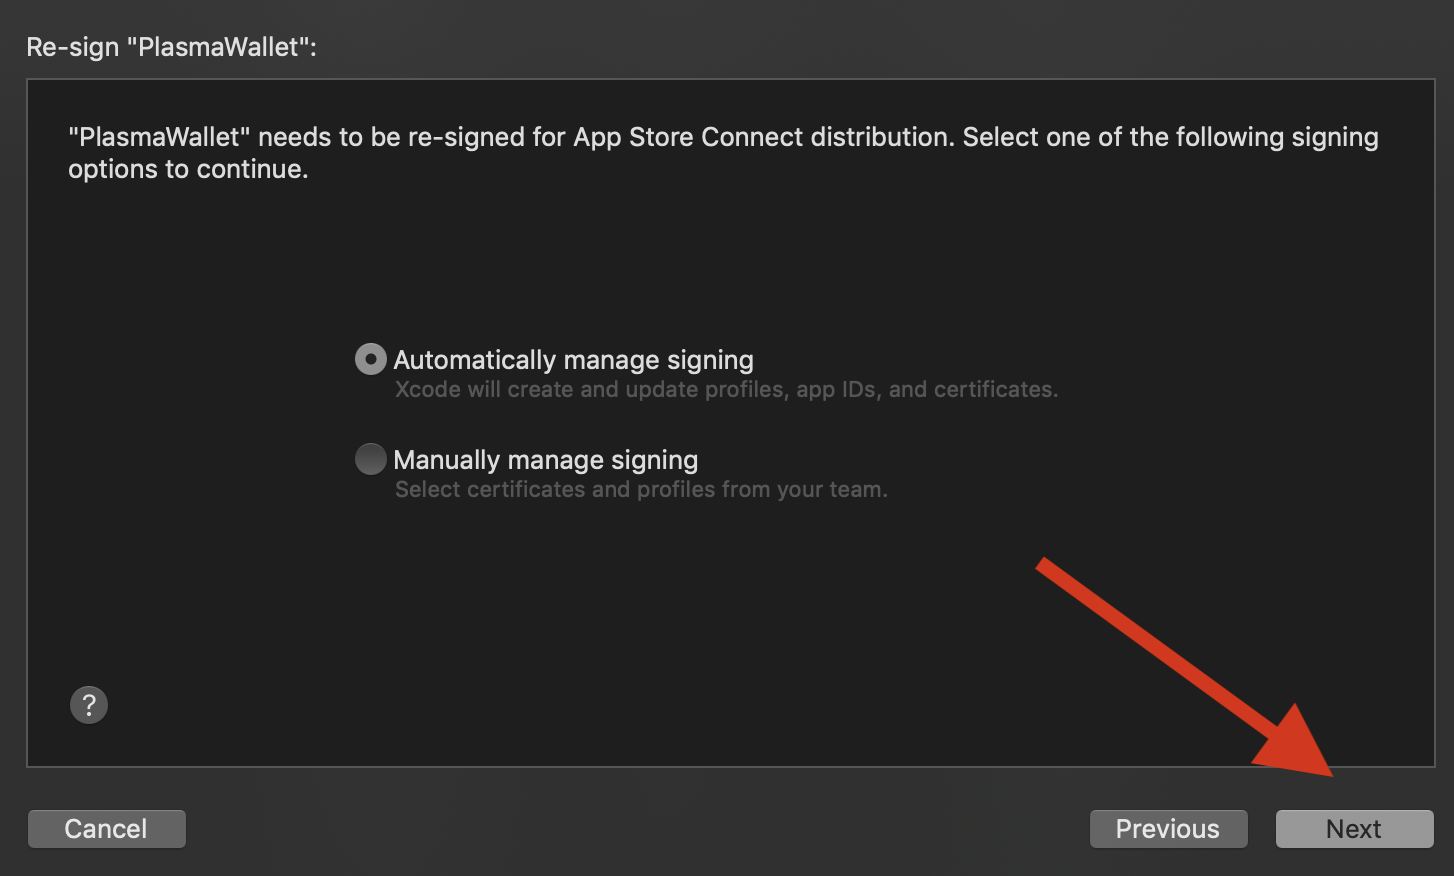 Re-sign "PlasmaWallet":
"PlasmaWallet" needs to be re-signed for App Store Connect distribution. Select one of the following signing
options to continue.
Automatically manage signing
Xcode will create and update profiles, app IDs, and certificates.
Manually manage signing
Select certificates and profiles from your team.
?
Cancel
Previous
Next